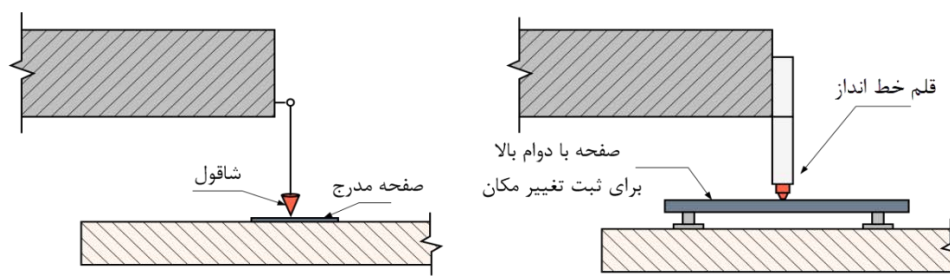 شاقول
صفحه مدرج
قلم خط انداز
صفحه با دوام بالا
برای ثبت تغییر مکان